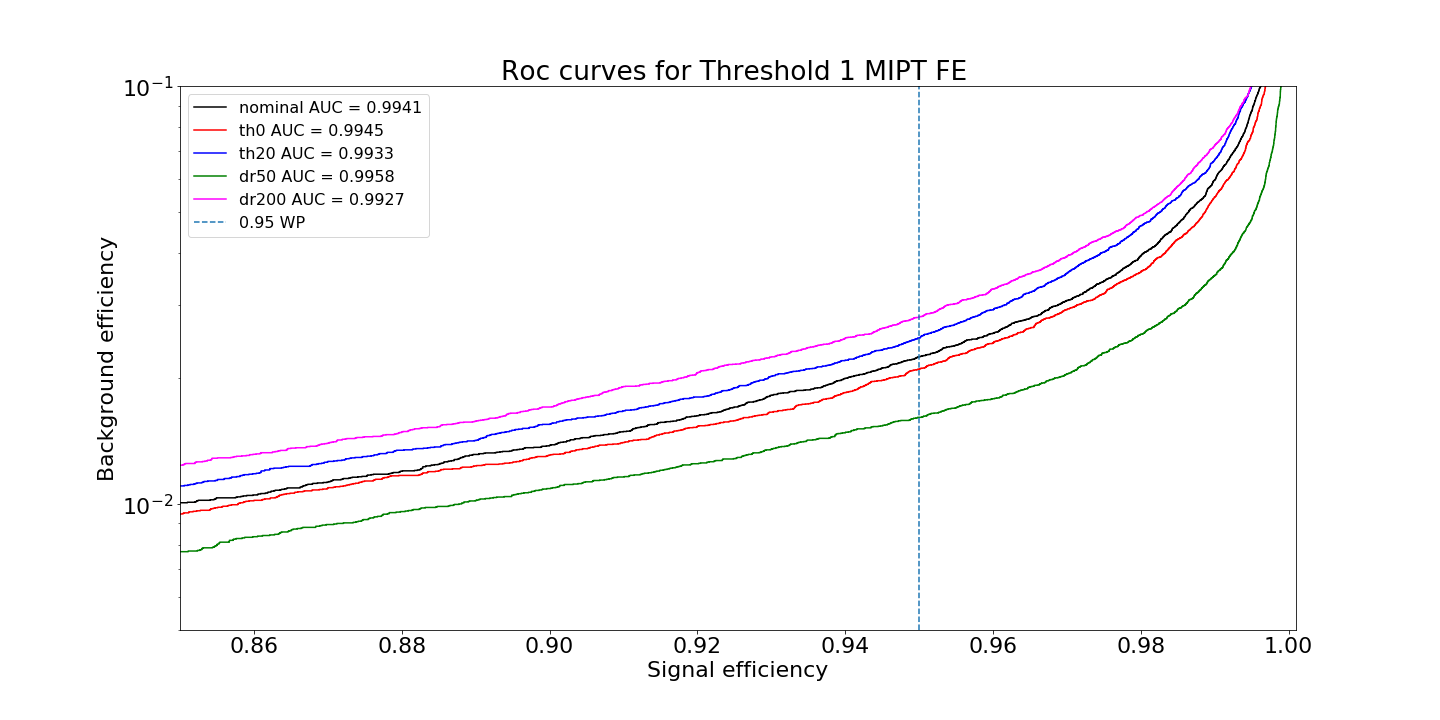 Roc curves for Threshold 1 MIPT FE
10⁻¹
nominal AUC = 0.9941
th0 AUC = 0.9945
th20 AUC = 0.9933
dr50 AUC = 0.9958
dr200 AUC = 0.9927
0.95 WP
Background efficiency
10⁻²
0.86 0.88 0.90 0.92 0.94 0.96 0.98 1.00
Signal efficiency